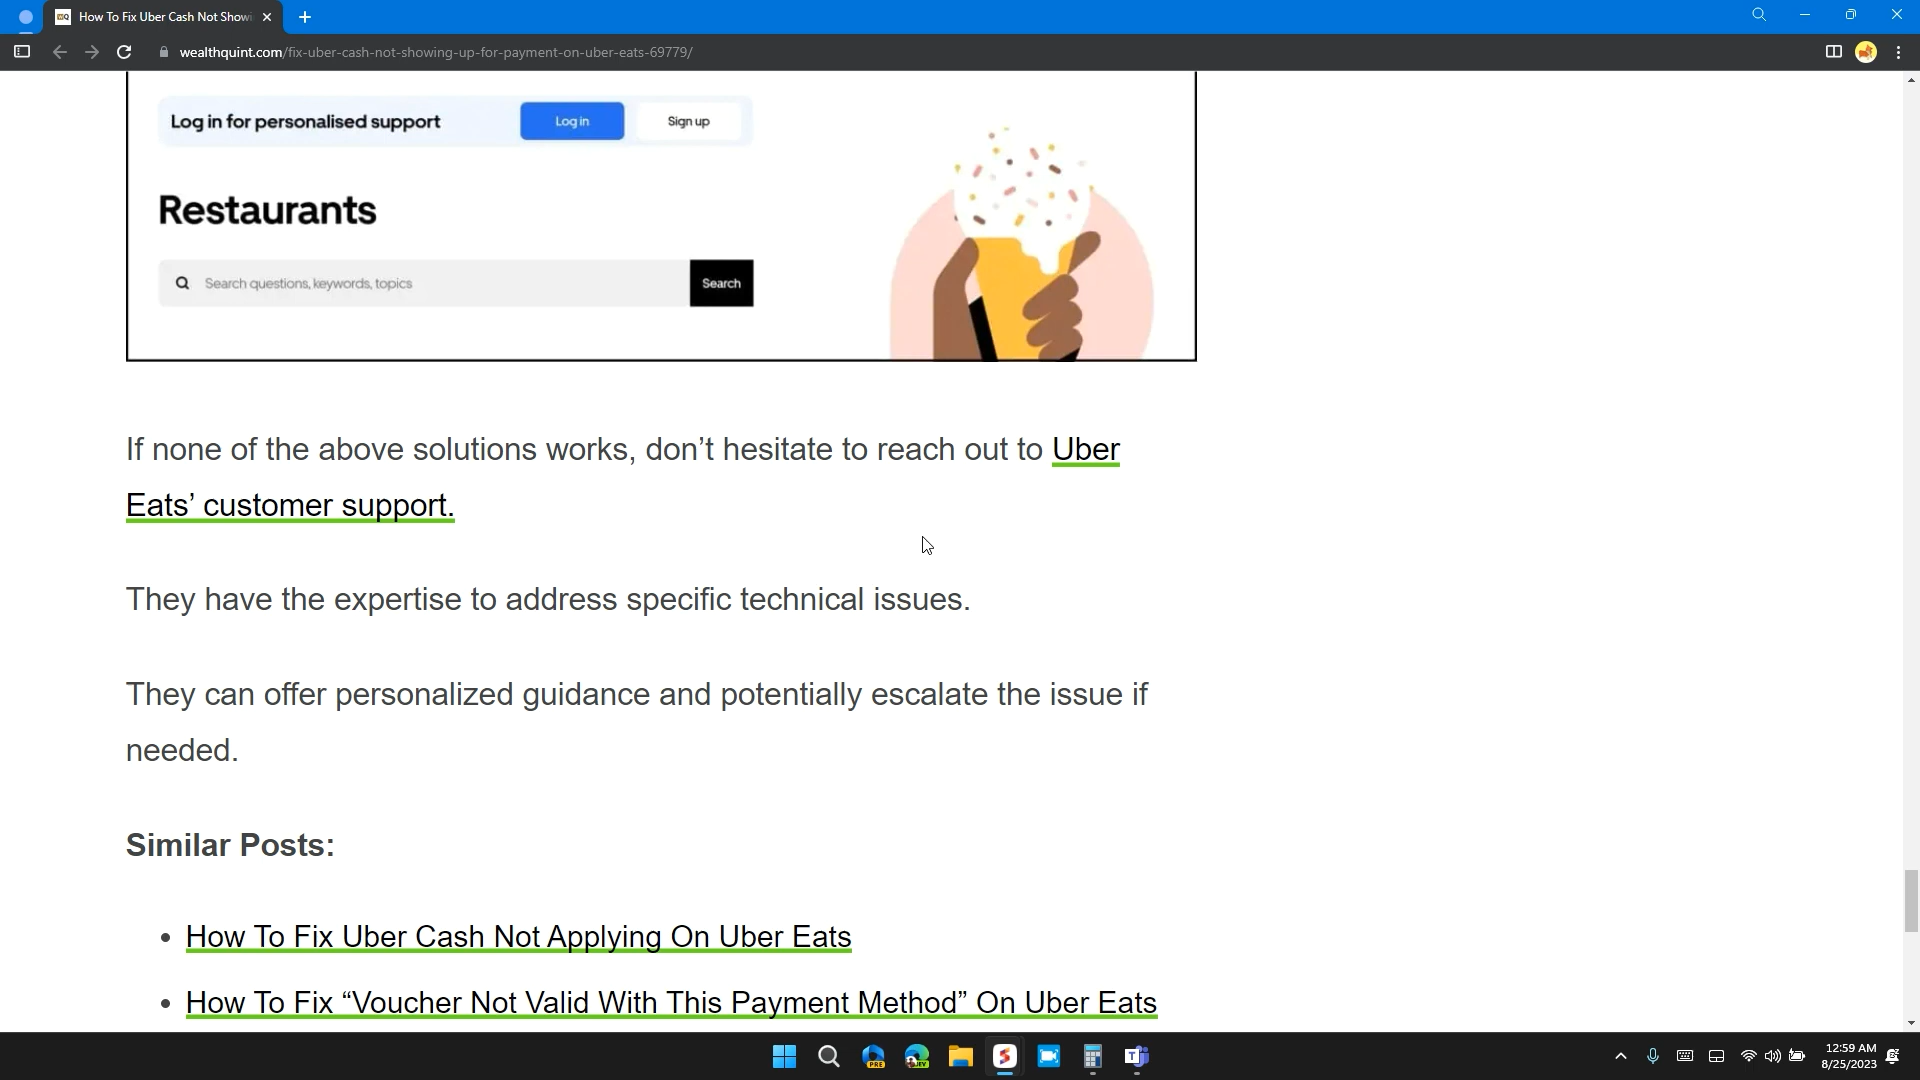 How To Fix Uber Cash Not Showi
wealthquint.com/fix-uber-cash-not-showing-up-for-payment-on-uber-eats-69779/
Log in for personalised support
Log in
Sign up
Restaurants
Search questions, keywords, topics
Search
If none of the above solutions works, don’t hesitate to reach out to Uber
Eats’ customer support.
They have the expertise to address specific technical issues.
They can offer personalized guidance and potentially escalate the issue if
needed.
Similar Posts:
How To Fix Uber Cash Not Applying On Uber Eats
How To Fix “Voucher Not Valid With This Payment Method” On Uber Eats
12:59 AM
8/25/2023